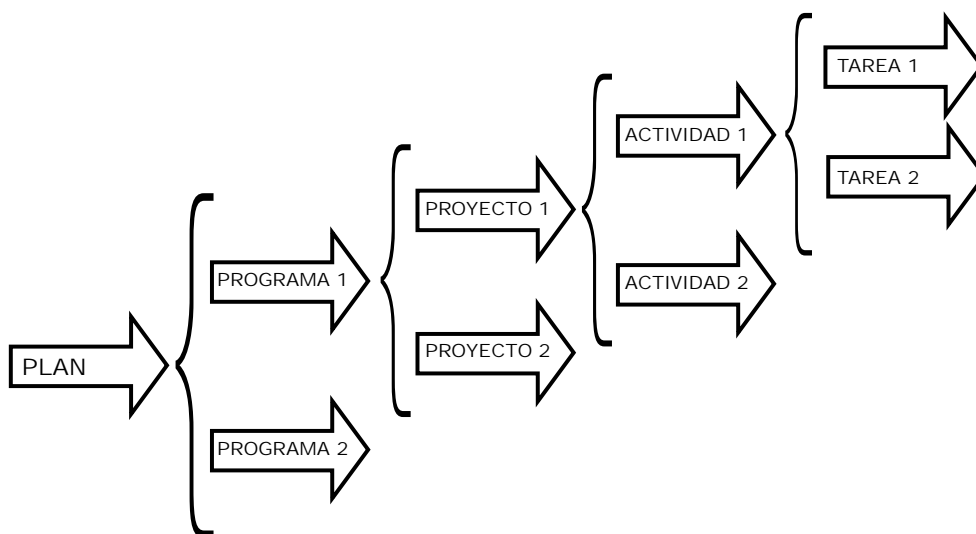 PLAN
PROGRAMA 1
PROGRAMA 2
PROYECTO 1
PROYECTO 2
ACTIVIDAD 1
ACTIVIDAD 2
TAREA 1
TAREA 2